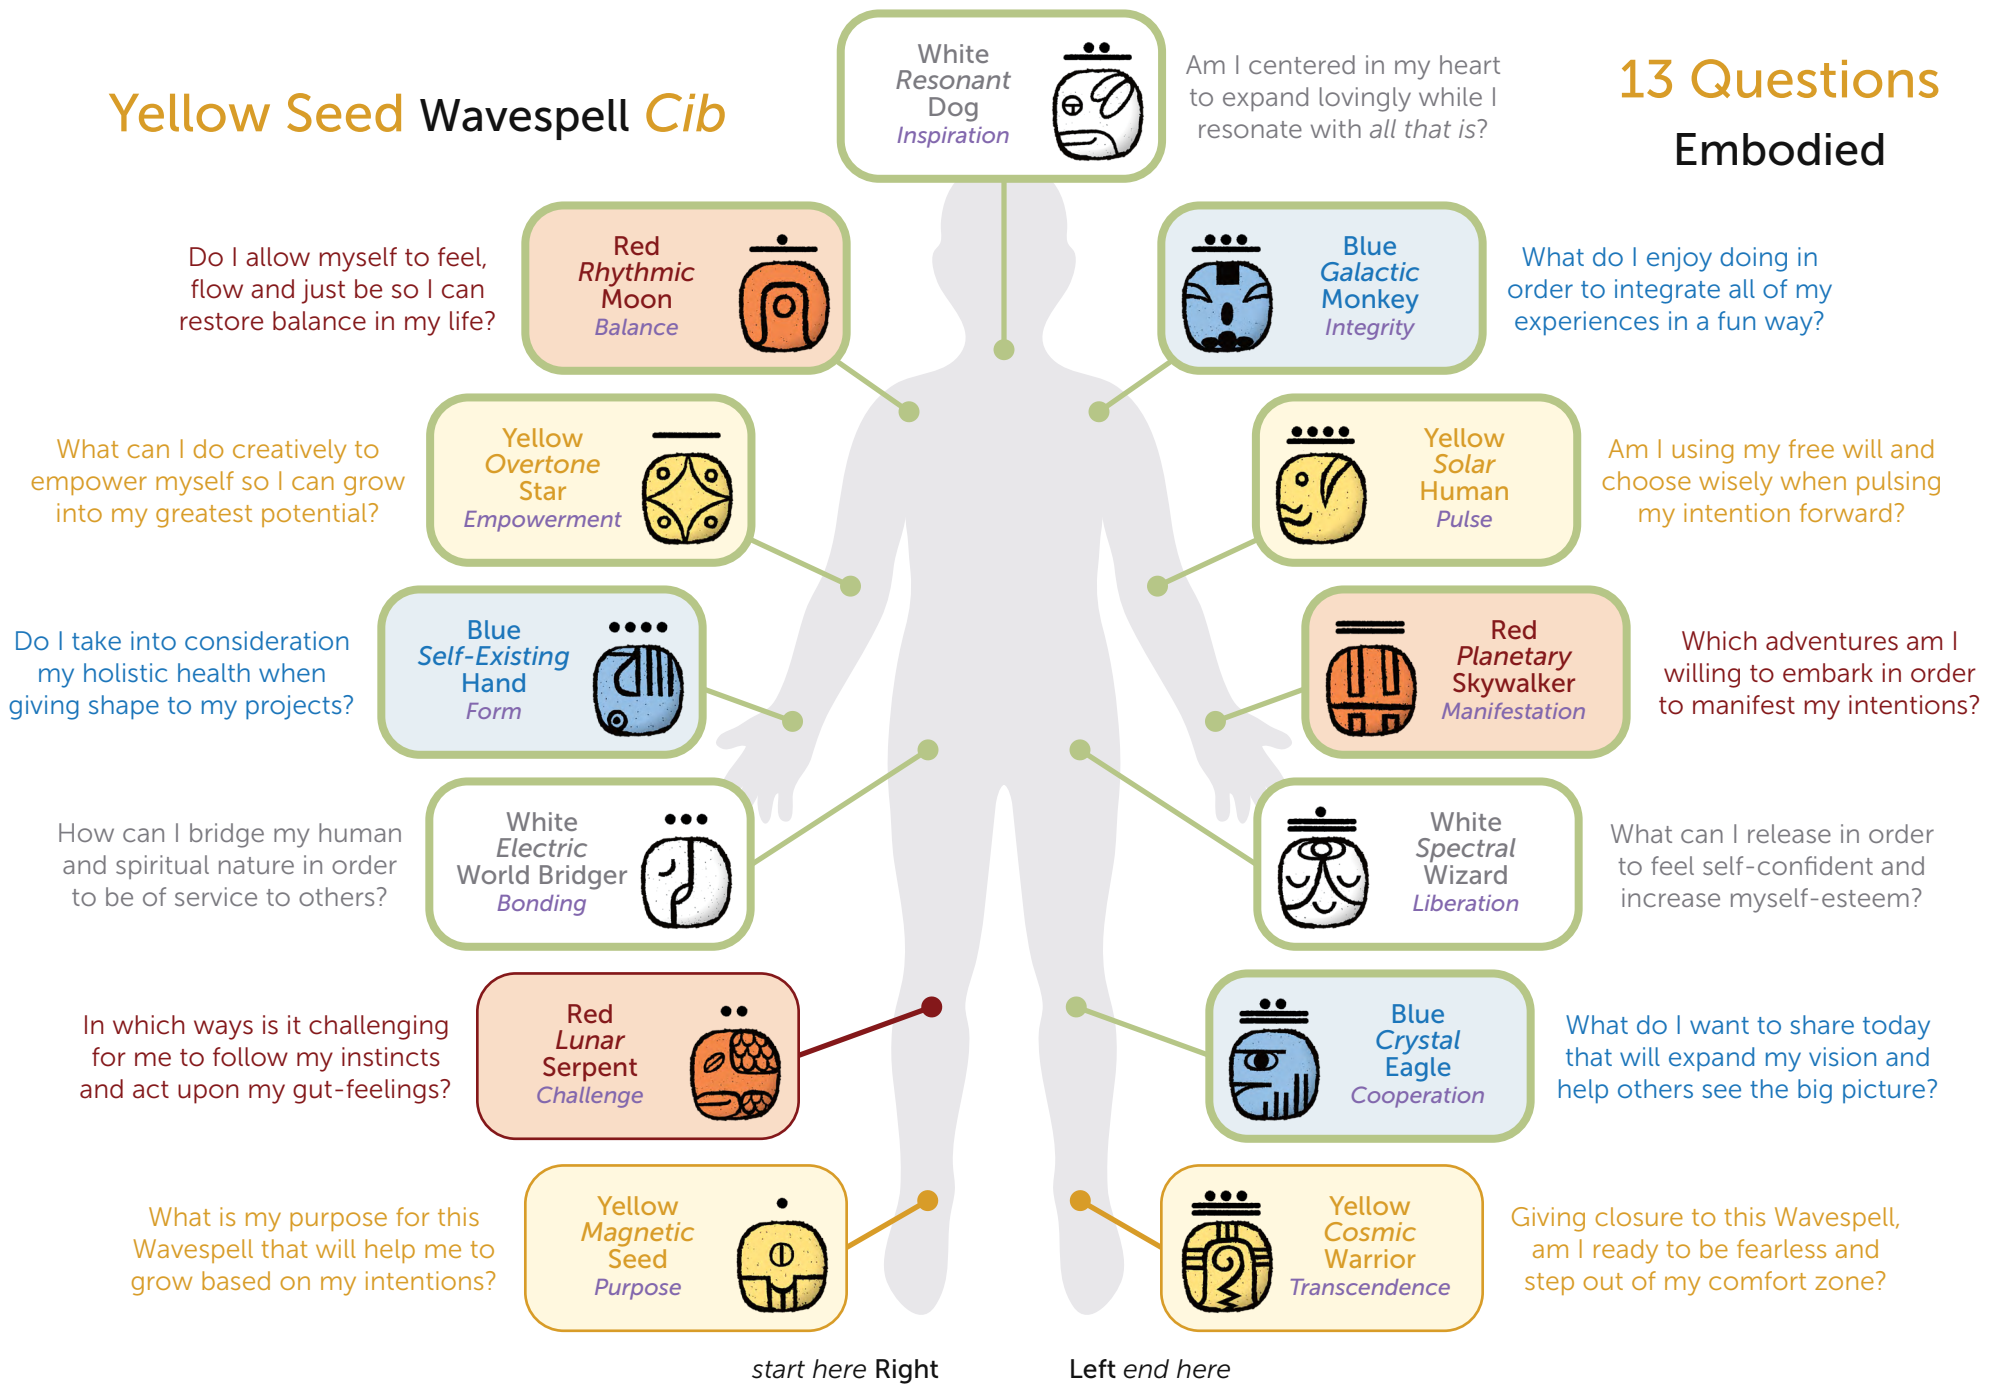 Yellow Seed Wavespell Cib
13 Questions
Embodied
White
Resonant
Dog
Inspiration
Am I centered in my heart
to expand lovingly while I
resonate with all that is?
Do I allow myself to feel,
flow and just be so I can
restore balance in my life?
Red
Rhythmic
Moon
Balance
Blue
Galactic
Monkey
Integrity
What do I enjoy doing in
order to integrate all of my
experiences in a fun way?
What can I do creatively to
empower myself so I can grow
into my greatest potential?
Yellow
Overtone
Star
Empowerment
Yellow
Solar
Human
Pulse
Am I using my free will and
choose wisely when pulsing
my intention forward?
Do I take into consideration
my holistic health when
giving shape to my projects?
Blue
Self-Existing
Hand
Form
Red
Planetary
Skywalker
Manifestation
Which adventures am I
willing to embark in order
to manifest my intentions?
How can I bridge my human
and spiritual nature in order
to be of service to others?
White
Electric
World Bridger
Bonding
White
Spectral
Wizard
Liberation
What can I release in order
to feel self-confident and
increase myself-esteem?
In which ways is it challenging
for me to follow my instincts
and act upon my gut-feelings?
Red
Lunar
Serpent
Challenge
Blue
Crystal
Eagle
Cooperation
What do I want to share today
that will expand my vision and
help others see the big picture?
What is my purpose for this
Wavespell that will help me to
grow based on my intentions?
Yellow
Magnetic
Seed
Purpose
Yellow
Cosmic
Warrior
Transcendence
Giving closure to this Wavespell,
am I ready to be fearless and
step out of my comfort zone?
start here Right
Left end here